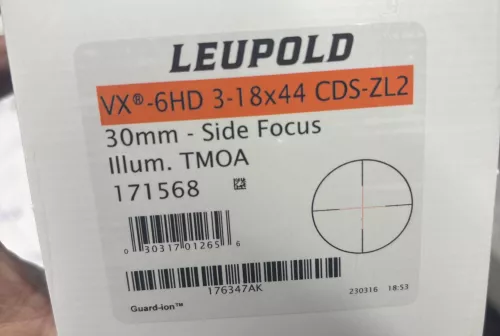 LEUPOLD
VX®-6HD 3-18x44 CDS-ZL2
30mm - Side Focus
Illum. TMOA
171568
0 30317 01265 6
176347AK
Guard-ion™
230316 18:53